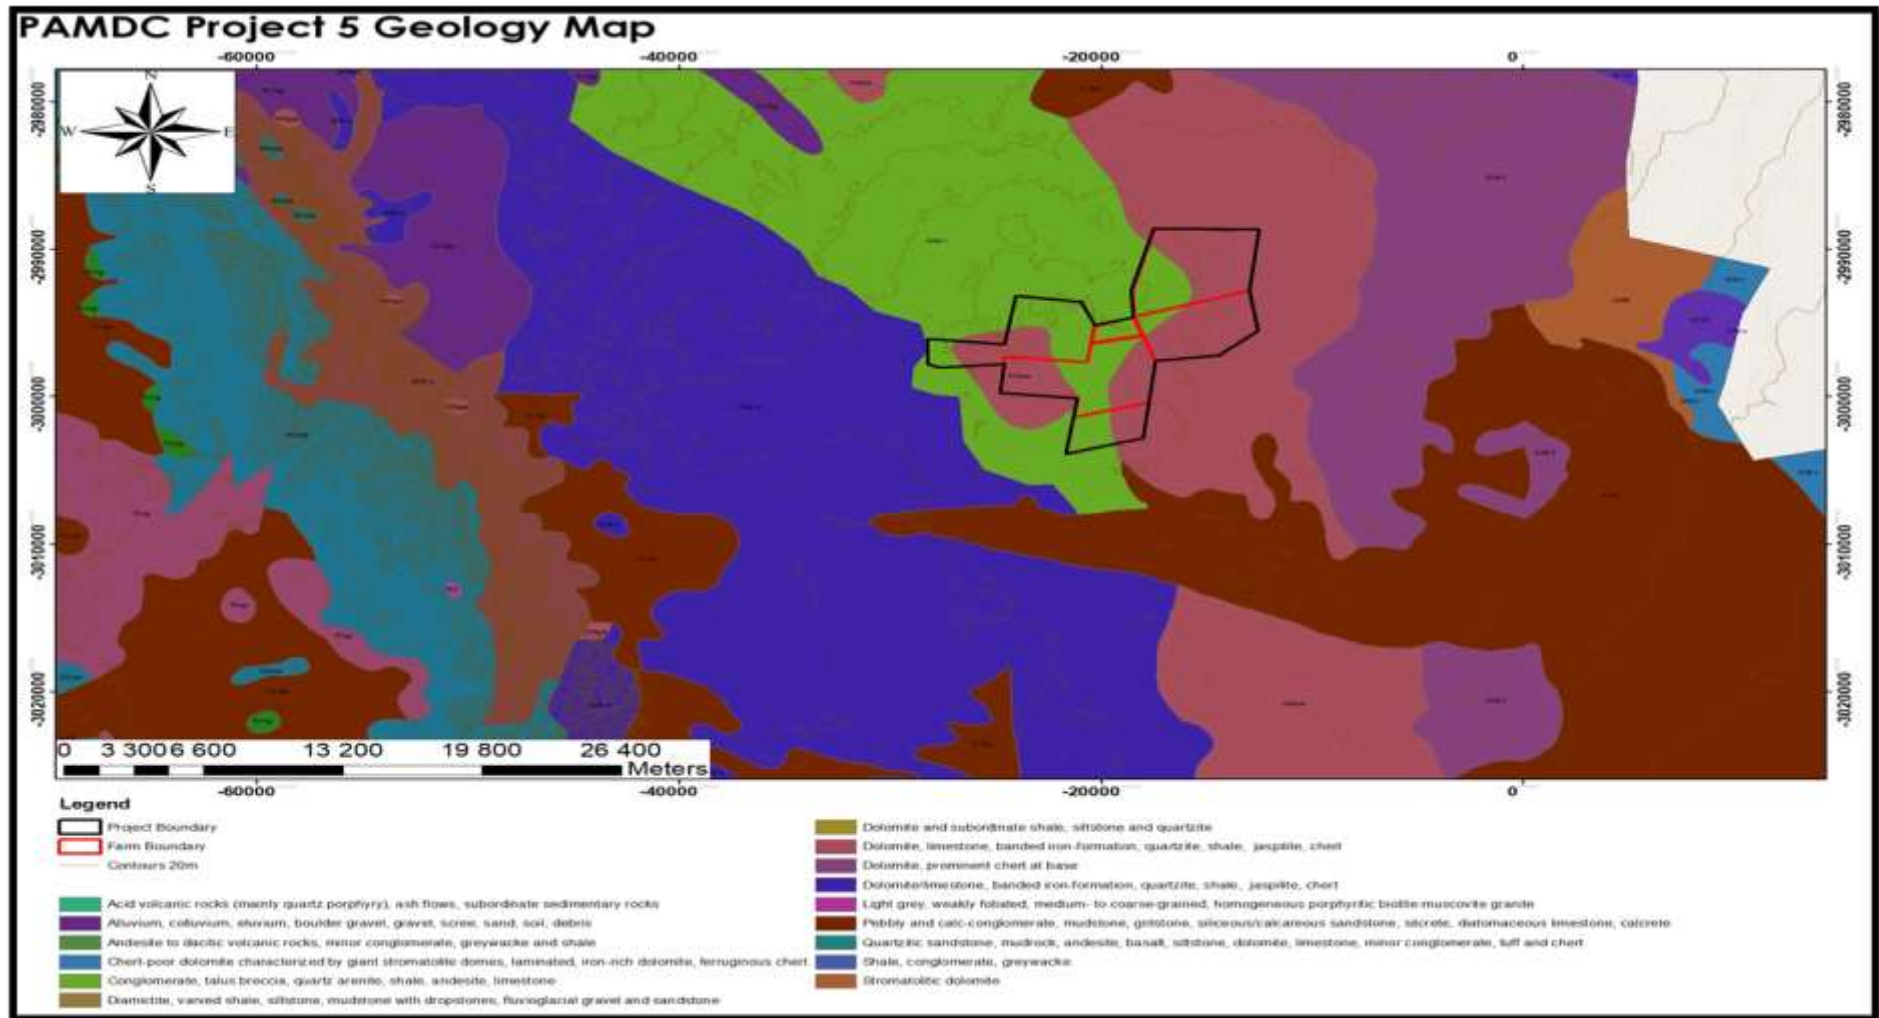 PAMDC Project 5 Geology Map
-60000 -40000 -20000 0
-2980000 -2980000
-2990000 -2990000
-3000000 -3000000
-3010000 -3010000
-3020000 -3020000
Z
W E
S
0 3 300 6 600 13 200 19 800 26 400
Meters
-60000 -40000 -20000 0
Legend
Project Boundary
Farm Boundary
Contours 20m
Acid volcanic rocks (mainly quartz porphyry), ash flows, subordinate sedimentary rocks
Alluvium, colluvium, eluvium, boulder gravel, gravel, scree, sand, soil, debris
Andesite to dacitic volcanic rocks, minor conglomerate, greywacke and shale
Chert-poor dolomite characterized by giant stromatolite domes, laminated, iron-rich dolomite, ferruginous chert
Conglomerate, talus breccia, quartz arenite, shale, andesite, limestone
Diamictite, varved shale, siltstone, mudstone with dropstones, fluvioglacial gravel and sandstone
Dolomite and subordinate shale, siltstone and quartzite
Dolomite, limestone, banded iron-formation, quartzite, shale, jaspilite, chert
Dolomite, prominent chert at base
Dolomite/limestone, banded iron-formation, quartzite, shale, jaspilite, chert
Light grey, weakly foliated, medium- to coarse-grained, homogeneous porphyritic biotite-muscovite granite
Pebbly and calc-conglomerate, mudstone, gritstone, siliceous/calcareous sandstone, silcrete, diatomaceous limestone, calcrete
Quartzitic sandstone, mudrock, andesite, basalt, siltstone, dolomite, limestone, minor conglomerate, tuff and chert
Shale, conglomerate, greywacke
Stromatolitic dolomite